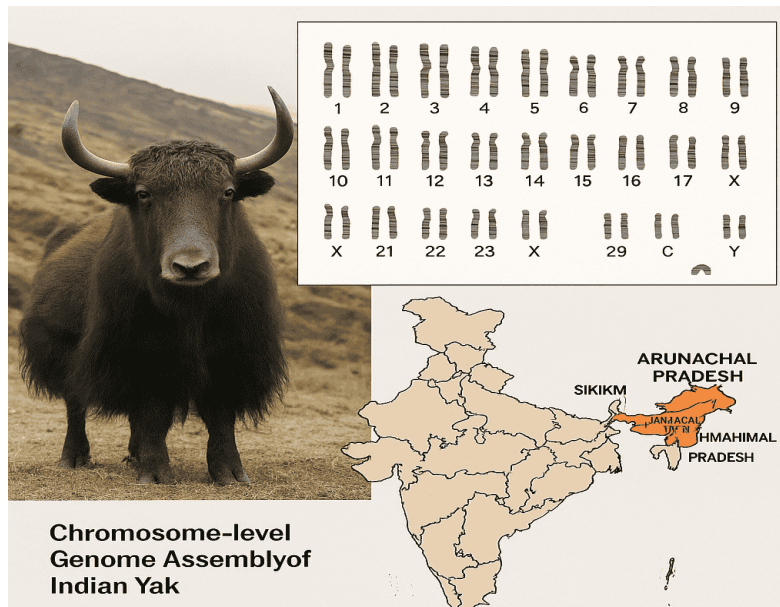 1 2 3 4 5 6 7 8 9
10 11 12 13 14 15 16 17 X
X 21 22 23 X 29 C Y
ARUNACHAL
PRADESH
SIKIKM
HMAHIMAL
PRADESH
Chromosome-level
Genome Assemblyof
Indian Yak